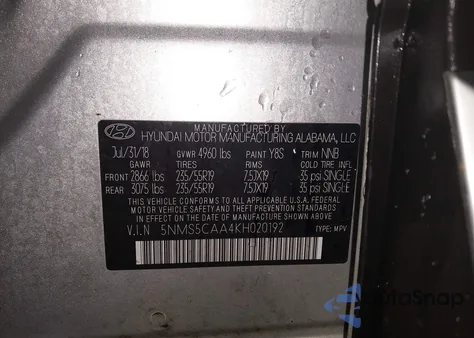 MANUFACTURED BY
HYUNDAI MOTOR MANUFACTURING ALABAMA, LLC
Jul/31/18 GVWR 4960 lbs PAINT Y8S TRIM NNB
GAWR TIRES RIMS COLD TIRE INFL
FRONT 2866 lbs 235/55R19 7.5JX19 35 psi SINGLE
REAR 3075 lbs 235/55R19 7.5JX19 35 psi SINGLE
THIS VEHICLE CONFORMS TO ALL APPLICABLE U.S.A. FEDERAL
MOTOR VEHICLE SAFETY AND THEFT PREVENTION STANDARDS
IN EFFECT ON THE DATE OF MANUFACTURE SHOWN ABOVE.
V.I.N 5NMS5CAA4KH020192 TYPE: MPV
DataSnap